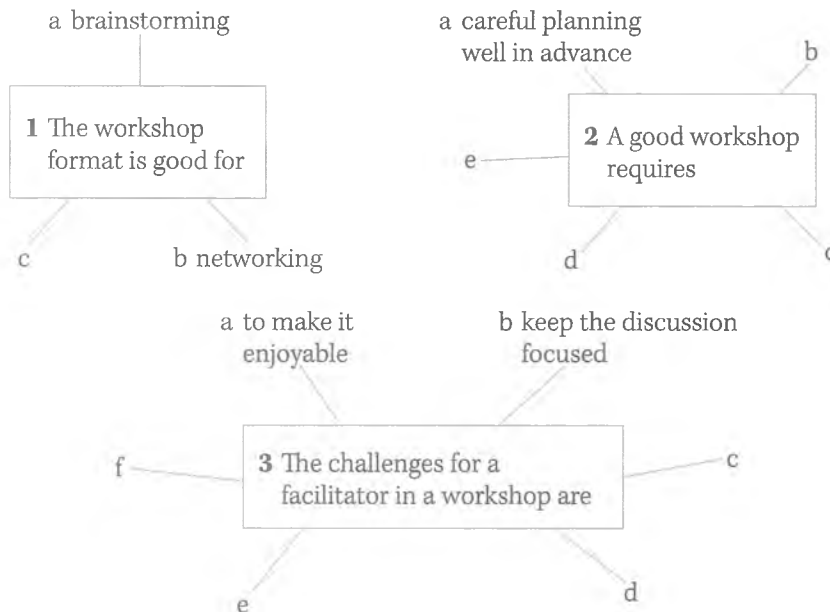 a brainstorming
1 The workshop
format is good for
c
b networking
a careful planning
well in advance
b
2 A good workshop
requires
e
d
c
a to make it
enjoyable
b keep the discussion
focused
f
3 The challenges for a
facilitator in a workshop are
c
e
d